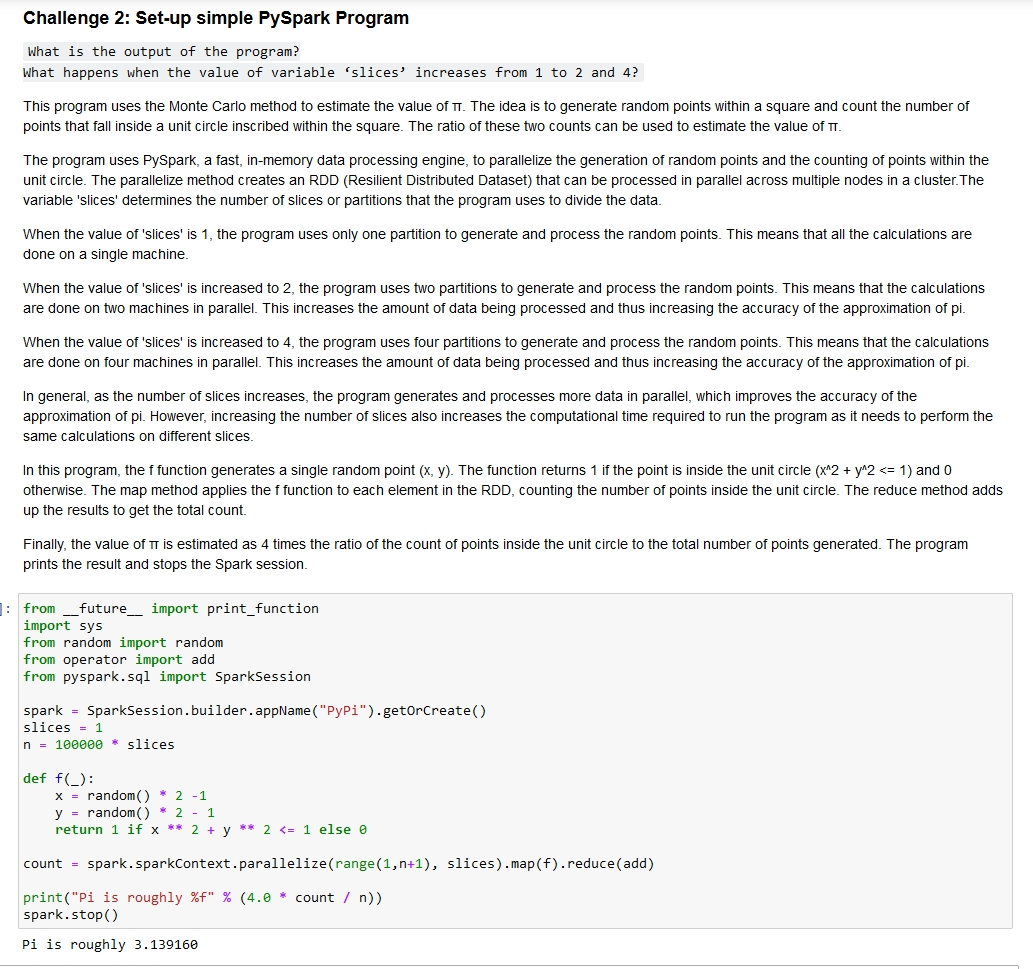 Challenge 2: Set-up simple PySpark Program
What is the output of the program?
What happens when the value of variable ‘slices’ increases from 1 to 2 and 4?
This program uses the Monte Carlo method to estimate the value of π. The idea is to generate random points within a square and count the number of
points that fall inside a unit circle inscribed within the square. The ratio of these two counts can be used to estimate the value of π.
The program uses PySpark, a fast, in-memory data processing engine, to parallelize the generation of random points and the counting of points within the
unit circle. The parallelize method creates an RDD (Resilient Distributed Dataset) that can be processed in parallel across multiple nodes in a cluster.The
variable 'slices' determines the number of slices or partitions that the program uses to divide the data.
When the value of 'slices' is 1, the program uses only one partition to generate and process the random points. This means that all the calculations are
done on a single machine.
When the value of 'slices' is increased to 2, the program uses two partitions to generate and process the random points. This means that the calculations
are done on two machines in parallel. This increases the amount of data being processed and thus increasing the accuracy of the approximation of pi.
When the value of 'slices' is increased to 4, the program uses four partitions to generate and process the random points. This means that the calculations
are done on four machines in parallel. This increases the amount of data being processed and thus increasing the accuracy of the approximation of pi.
In general, as the number of slices increases, the program generates and processes more data in parallel, which improves the accuracy of the
approximation of pi. However, increasing the number of slices also increases the computational time required to run the program as it needs to perform the
same calculations on different slices.
In this program, the f function generates a single random point (x, y). The function returns 1 if the point is inside the unit circle (x^2 + y^2 <= 1) and 0
otherwise. The map method applies the f function to each element in the RDD, counting the number of points inside the unit circle. The reduce method adds
up the results to get the total count.
Finally, the value of π is estimated as 4 times the ratio of the count of points inside the unit circle to the total number of points generated. The program
prints the result and stops the Spark session.
]: from __future__ import print_function
import sys
from random import random
from operator import add
from pyspark.sql import SparkSession
spark = SparkSession.builder.appName("PyPi").getOrCreate()
slices = 1
n = 100000 * slices
def f(_):
    x = random() * 2 -1
    y = random() * 2 - 1
    return 1 if x ** 2 + y ** 2 <= 1 else 0
count = spark.sparkContext.parallelize(range(1,n+1), slices).map(f).reduce(add)
print("Pi is roughly %f" % (4.0 * count / n))
spark.stop()
Pi is roughly 3.139160